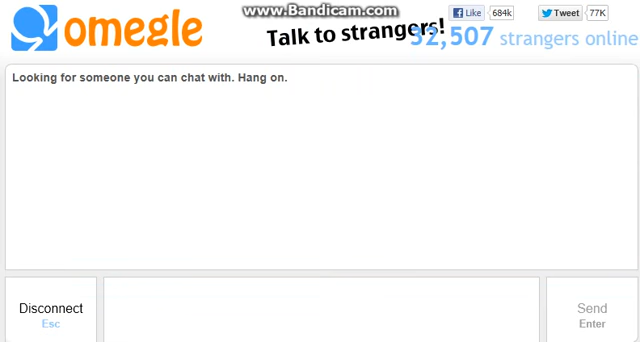 www.Bandicam.com
omegle
Talk to strangers!
Like 684k
Tweet 77K
32,507 strangers online
Looking for someone you can chat with. Hang on.
Disconnect
Esc
Send
Enter